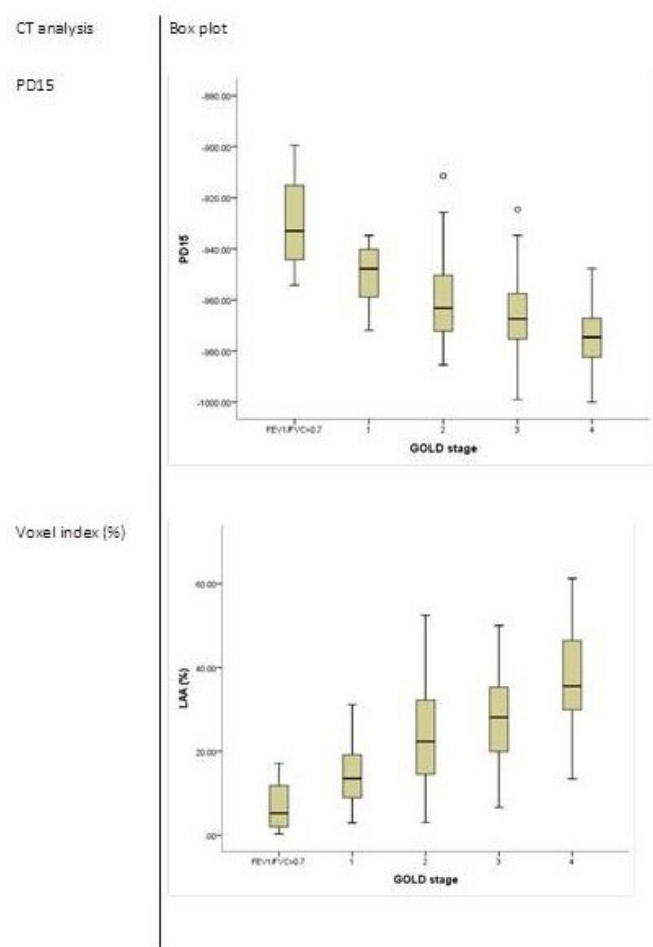 CT analysis
Box plot
PD15
-880.00
-900.00
-920.00
-940.00
-960.00
-980.00
-1000.00
PD15
FEV1/FVC>0.7
1
2
3
4
GOLD stage
Voxel index (%)
60.00
40.00
20.00
.00
LAA (%)
FEV1/FVC>0.7
1
2
3
4
GOLD stage